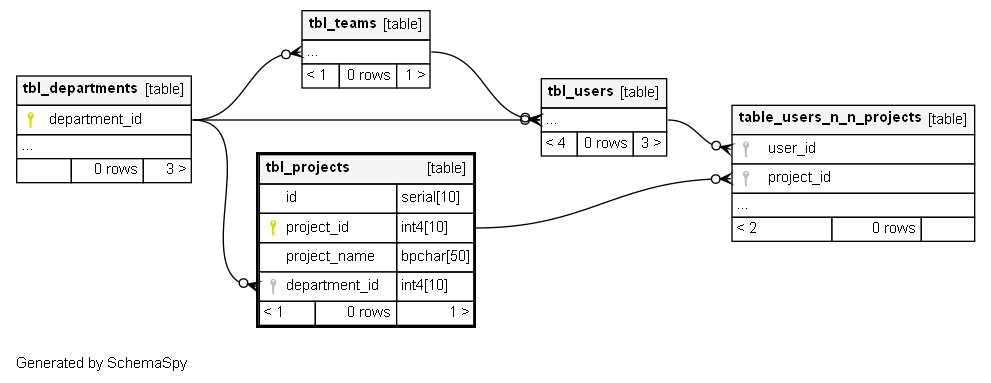 tbl_teams [table]
...
< 1 0 rows 1 >
tbl_departments [table]
department_id
...
0 rows 3 >
tbl_users [table]
...
< 4 0 rows 3 >
table_users_n_n_projects [table]
user_id
project_id
...
< 2 0 rows
tbl_projects [table]
id serial[10]
project_id int4[10]
project_name bpchar[50]
department_id int4[10]
< 1 0 rows 1 >
Generated by SchemaSpy